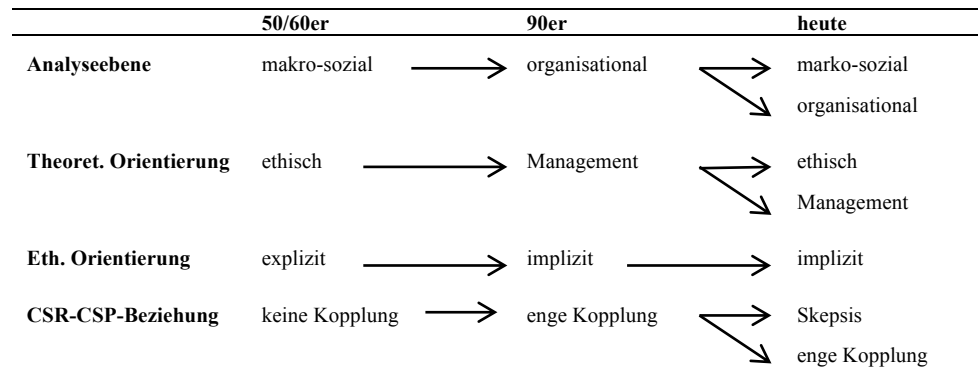 50/60er 90er heute
Analyseebene makro-sozial organisational marko-sozial
organisational
Theoret. Orientierung ethisch Management ethisch
Management
Eth. Orientierung explizit implizit implizit
CSR-CSP-Beziehung keine Kopplung enge Kopplung Skepsis
enge Kopplung